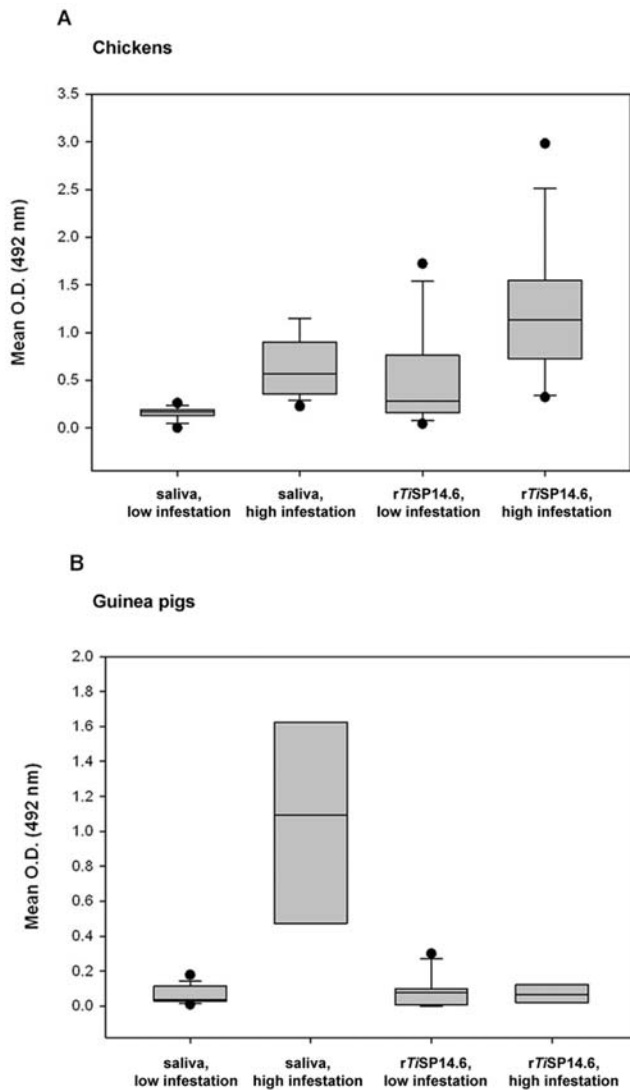 A
Chickens
3.5
3.0
2.5
2.0
1.5
1.0
0.5
0.0
Mean O.D. (492 nm)
saliva, low infestation
saliva, high infestation
rTiSP14.6, low infestation
rTiSP14.6, high infestation
B
Guinea pigs
2.0
1.8
1.6
1.4
1.2
1.0
0.8
0.6
0.4
0.2
0.0
Mean O.D. (492 nm)
saliva, low infestation
saliva, high infestation
rTiSP14.6, low infestation
rTiSP14.6, high infestation